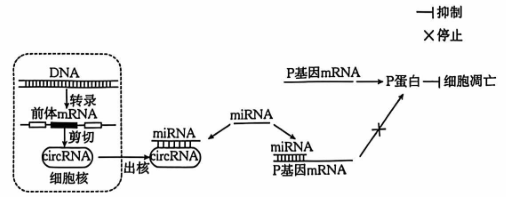 抑制
停止
DNA
转录
前体mRNA
剪切
circRNA
细胞核
出核
miRNA
circRNA
miRNA
miRNA
P基因mRNA
P基因mRNA
P蛋白
细胞凋亡